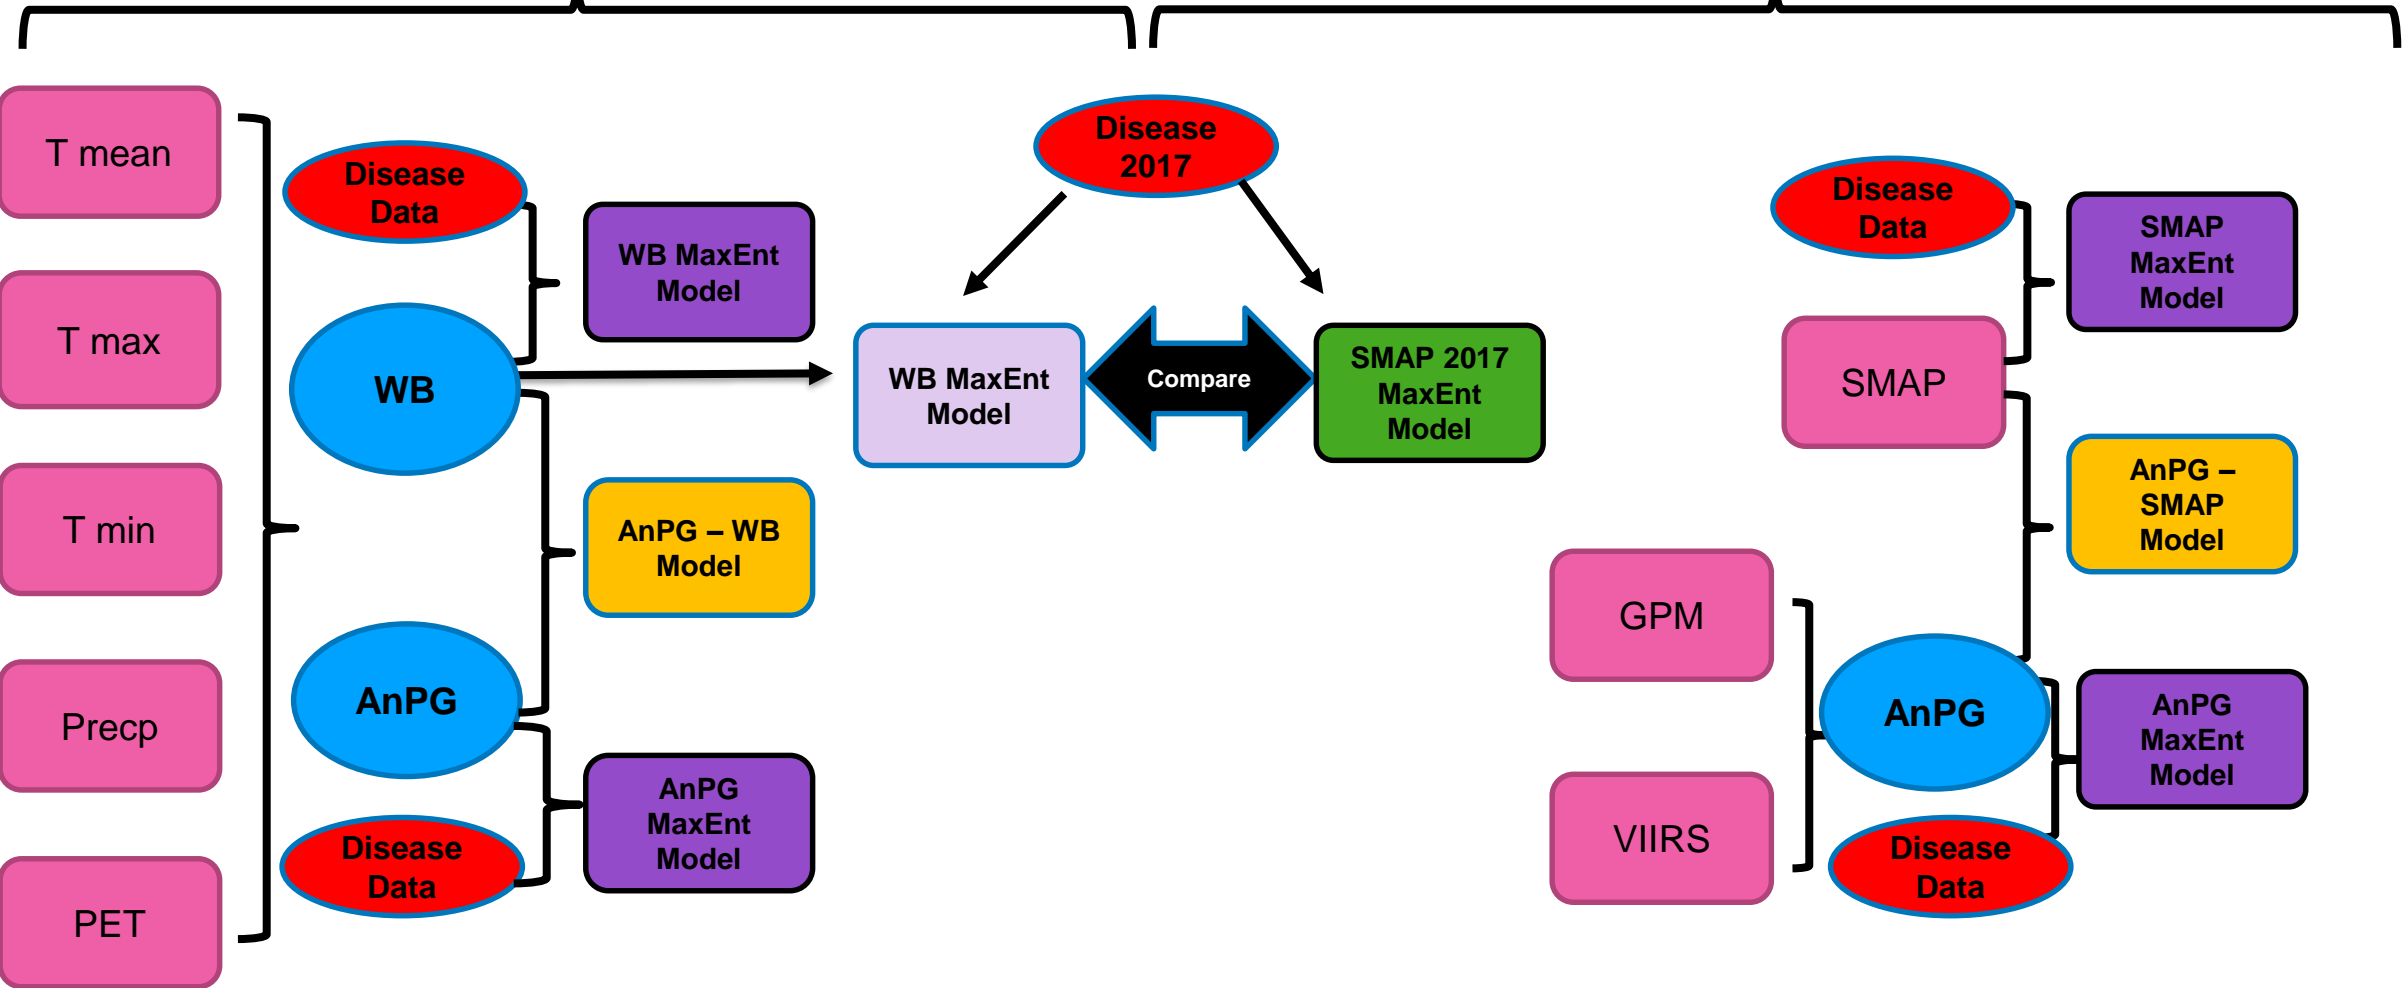 T mean
T max
T min
Precp
PET
Disease
Data
WB
AnPG
Disease
Data
WB MaxEnt
Model
AnPG – WB
Model
AnPG
MaxEnt
Model
Disease
2017
WB MaxEnt
Model
Compare
SMAP 2017
MaxEnt
Model
Disease
Data
SMAP
GPM
VIIRS
AnPG
Disease
Data
SMAP
MaxEnt
Model
AnPG –
SMAP
Model
AnPG
MaxEnt
Model